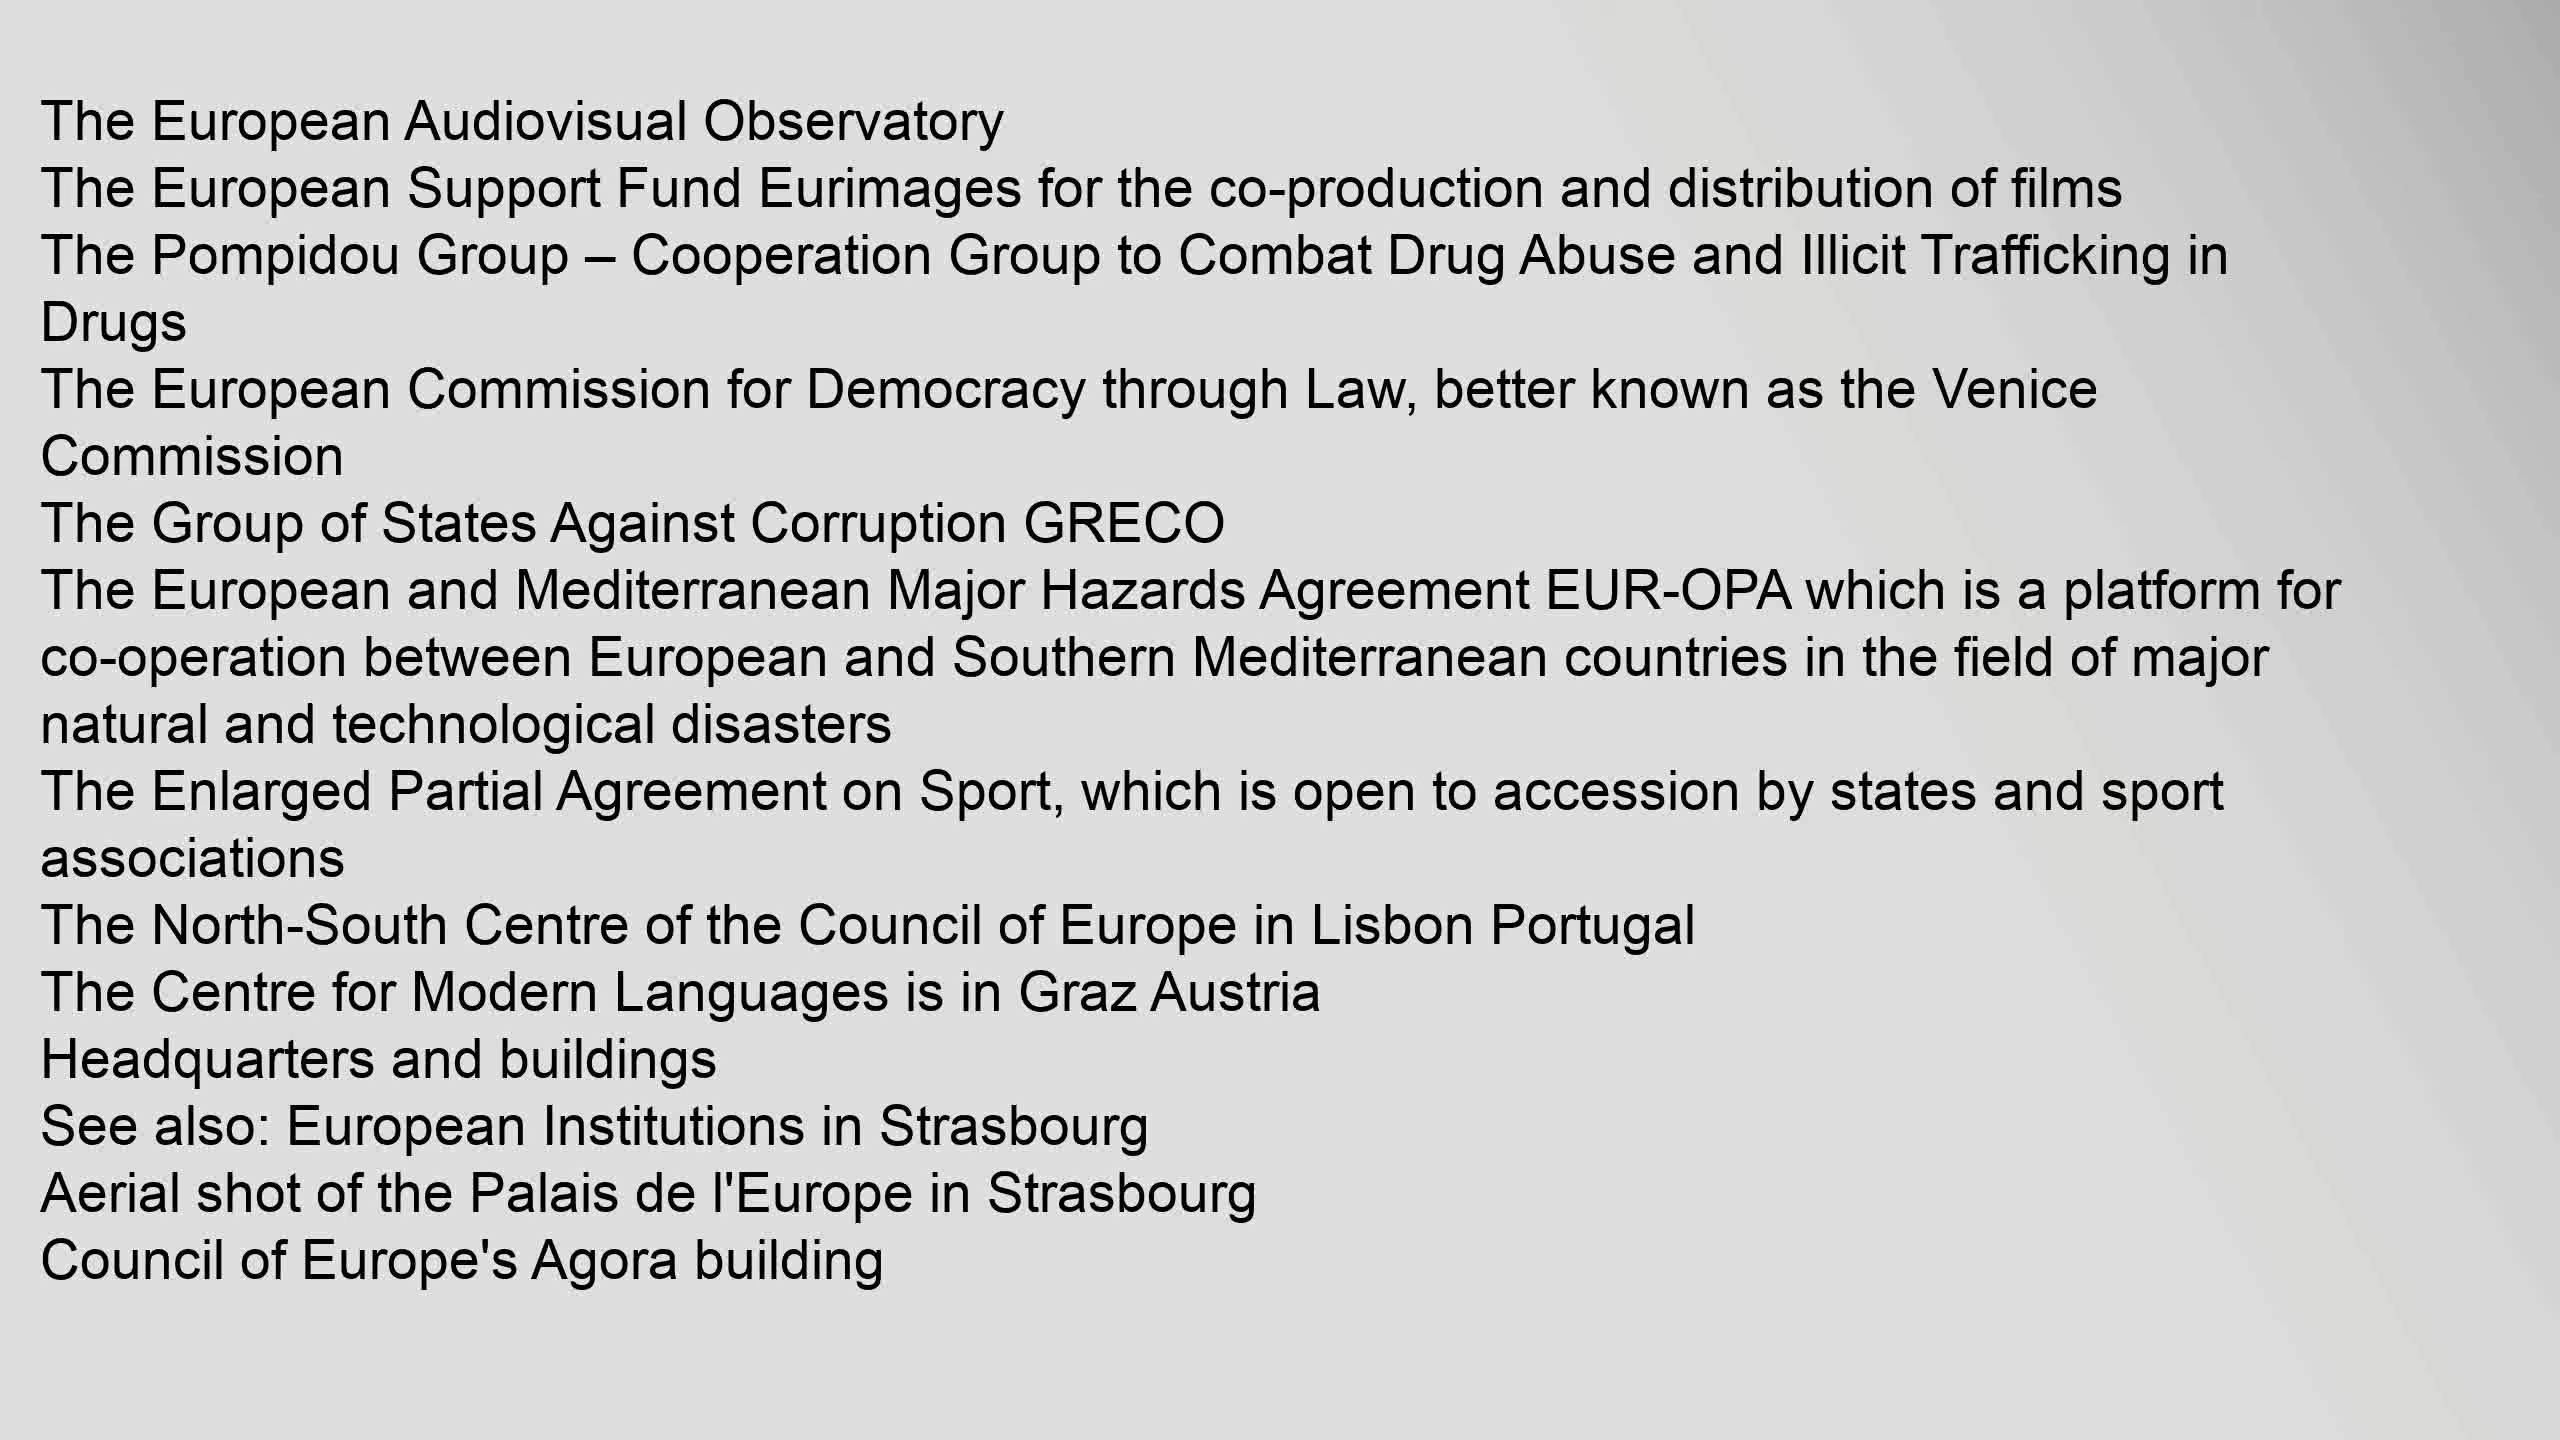 The European Audiovisual Observatory
The European Support Fund Eurimages for the co-production and distribution of films
The Pompidou Group – Cooperation Group to Combat Drug Abuse and Illicit Trafficking in
Drugs
The European Commission for Democracy through Law, better known as the Venice
Commission
The Group of States Against Corruption GRECO
The European and Mediterranean Major Hazards Agreement EUR-OPA which is a platform for
co-operation between European and Southern Mediterranean countries in the field of major
natural and technological disasters
The Enlarged Partial Agreement on Sport, which is open to accession by states and sport
associations
The North-South Centre of the Council of Europe in Lisbon Portugal
The Centre for Modern Languages is in Graz Austria
Headquarters and buildings
See also: European Institutions in Strasbourg
Aerial shot of the Palais de l'Europe in Strasbourg
Council of Europe's Agora building